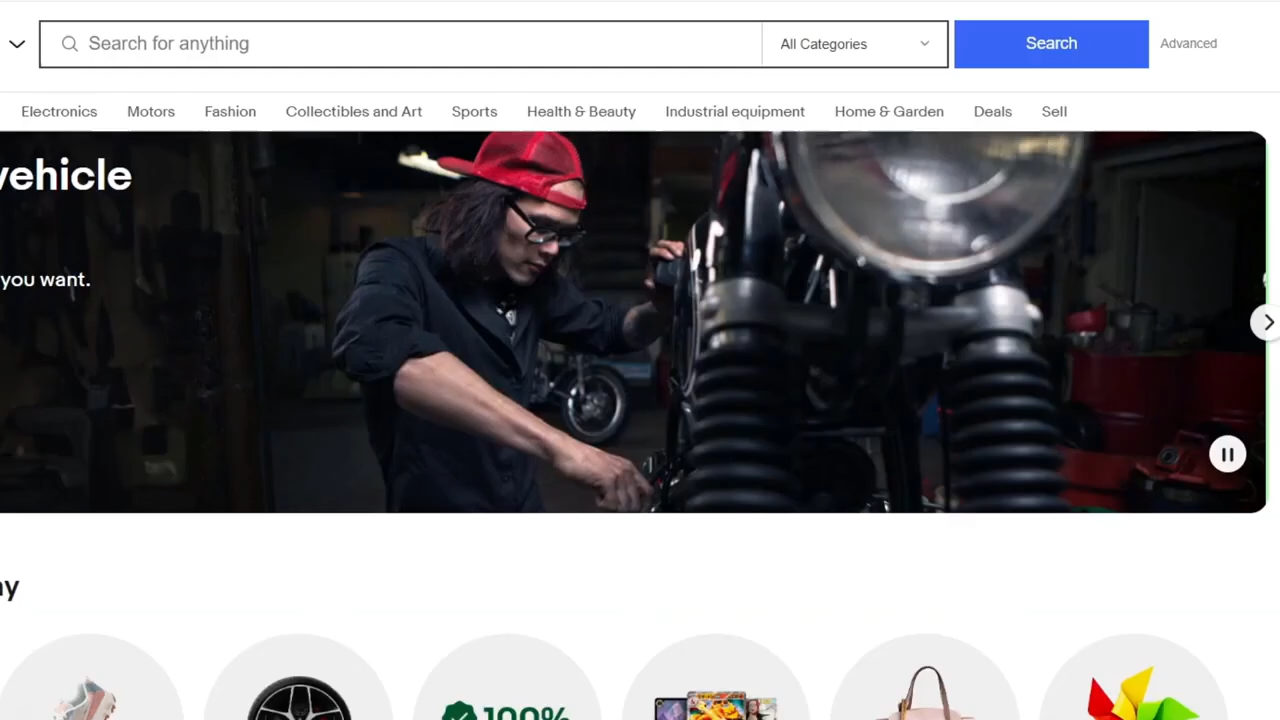 Search for anything
All Categories
Search
Advanced
Electronics Motors Fashion Collectibles and Art Sports Health & Beauty Industrial equipment Home & Garden Deals Sell
vehicle
you want.
100%